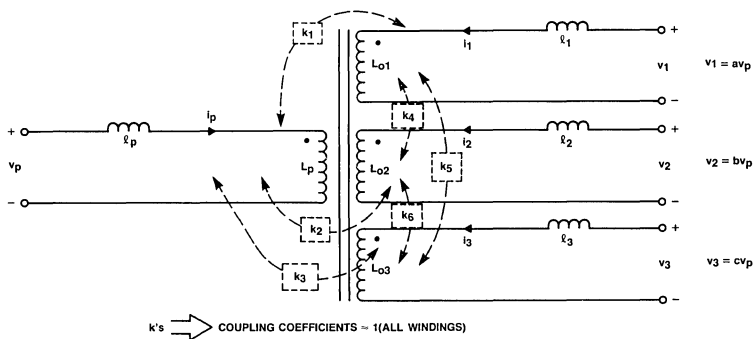 k1
i1
ℓ1
+
Lo1
v1
v1 = avp
−
k4
ip
+
ℓp
i2
ℓ2
+
vp
Lp
Lo2
k5
v2
v2 = bvp
−
−
k6
k2
i3
ℓ3
+
k3
Lo3
v3
v3 = cvp
−
k's COUPLING COEFFICIENTS ≈ 1(ALL WINDINGS)